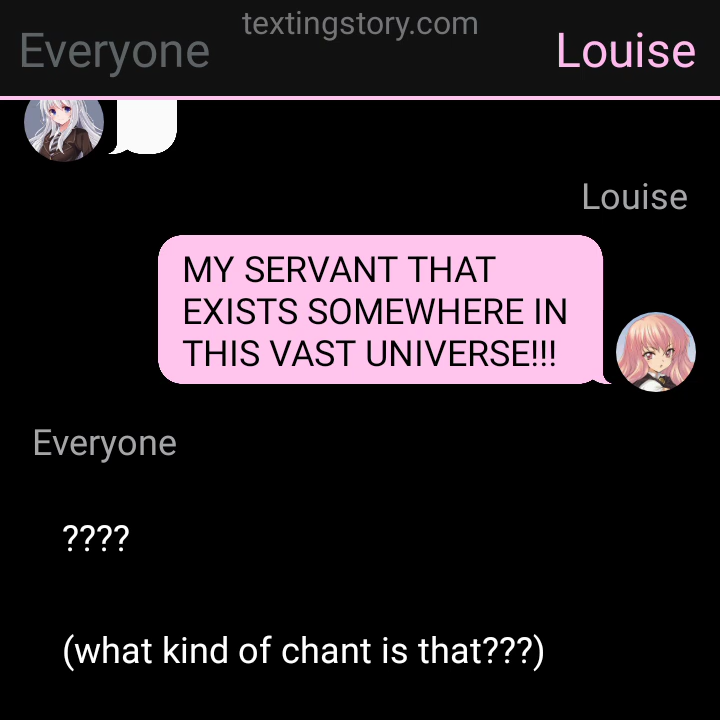 textingstory.com
Everyone
Louise
Louise
MY SERVANT THAT
EXISTS SOMEWHERE IN
THIS VAST UNIVERSE!!!
Everyone
????
(what kind of chant is that???)